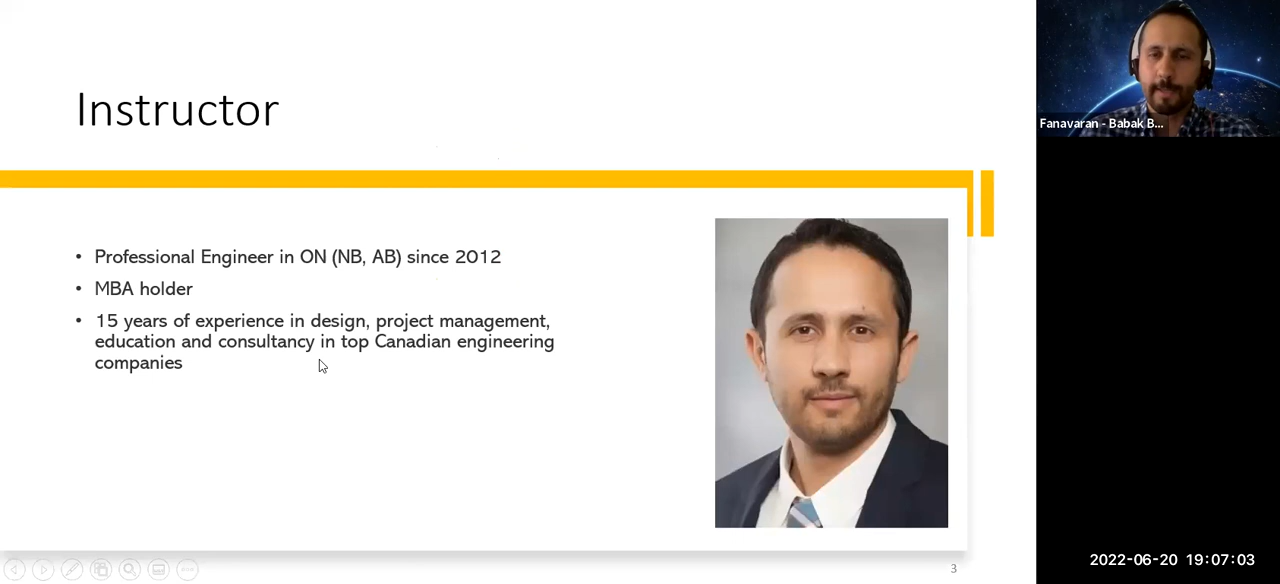 Instructor
• Professional Engineer in ON (NB, AB) since 2012
• MBA holder
• 15 years of experience in design, project management,
education and consultancy in top Canadian engineering
companies
3
Fanavaran - Babak B...
2022-06-20 19:07:03